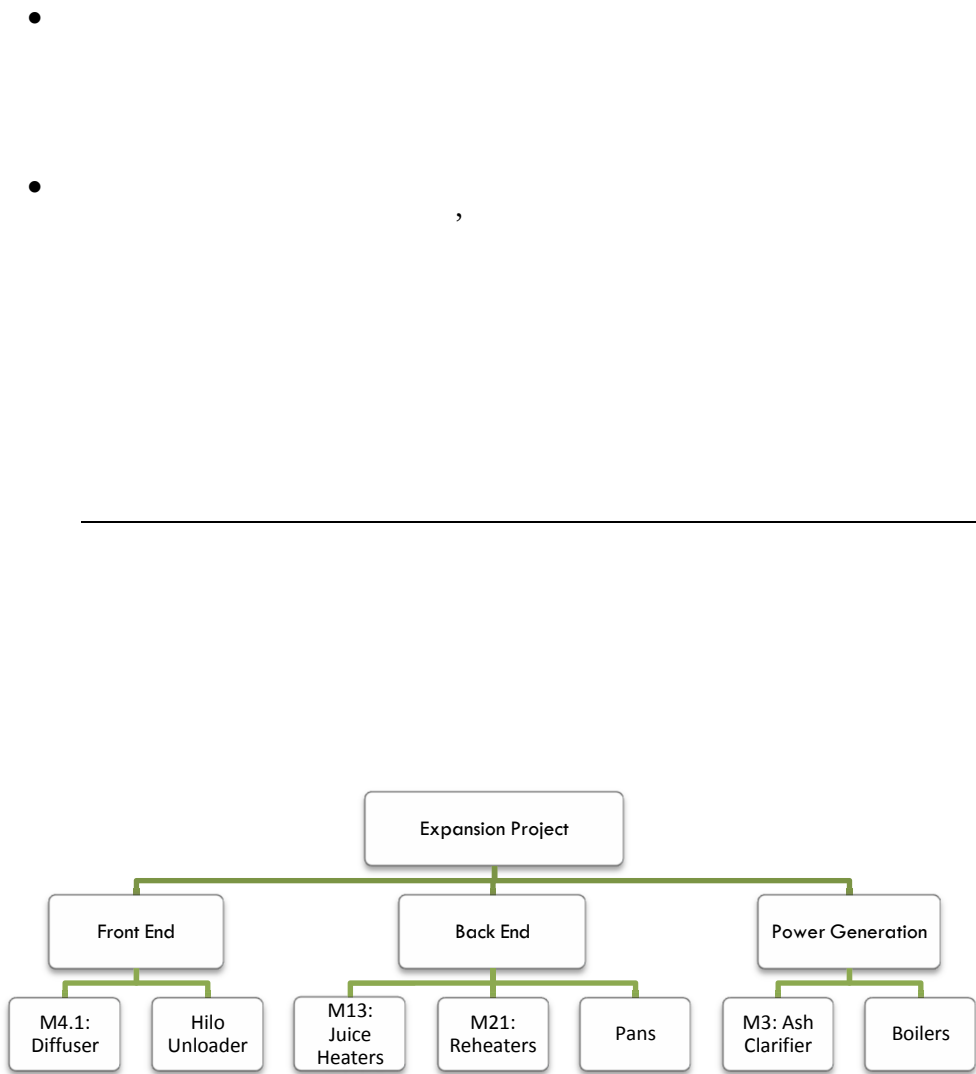 •
•
,
Expansion Project
Front End
Back End
Power Generation
M4.1:
Diffuser
Hilo
Unloader
M13:
Juice
Heaters
M21:
Reheaters
Pans
M3: Ash
Clarifier
Boilers